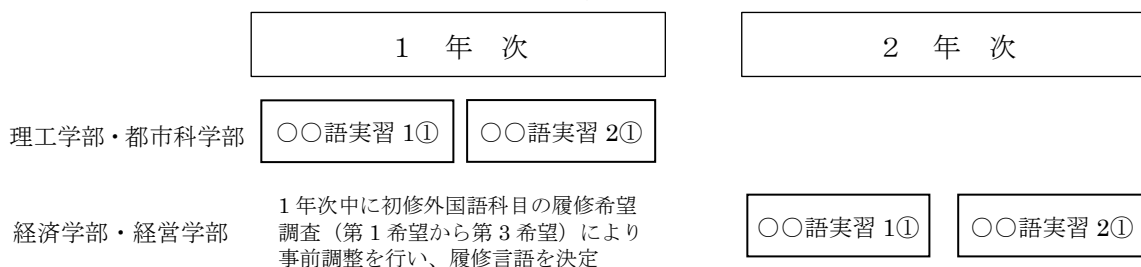 1 年 次
2 年 次
理工学部・都市科学部
○○語実習 1①
○○語実習 2①
経済学部・経営学部
1 年次中に初修外国語科目の履修希望
調査（第 1 希望から第 3 希望）により
事前調整を行い、履修言語を決定
○○語実習 1①
○○語実習 2①